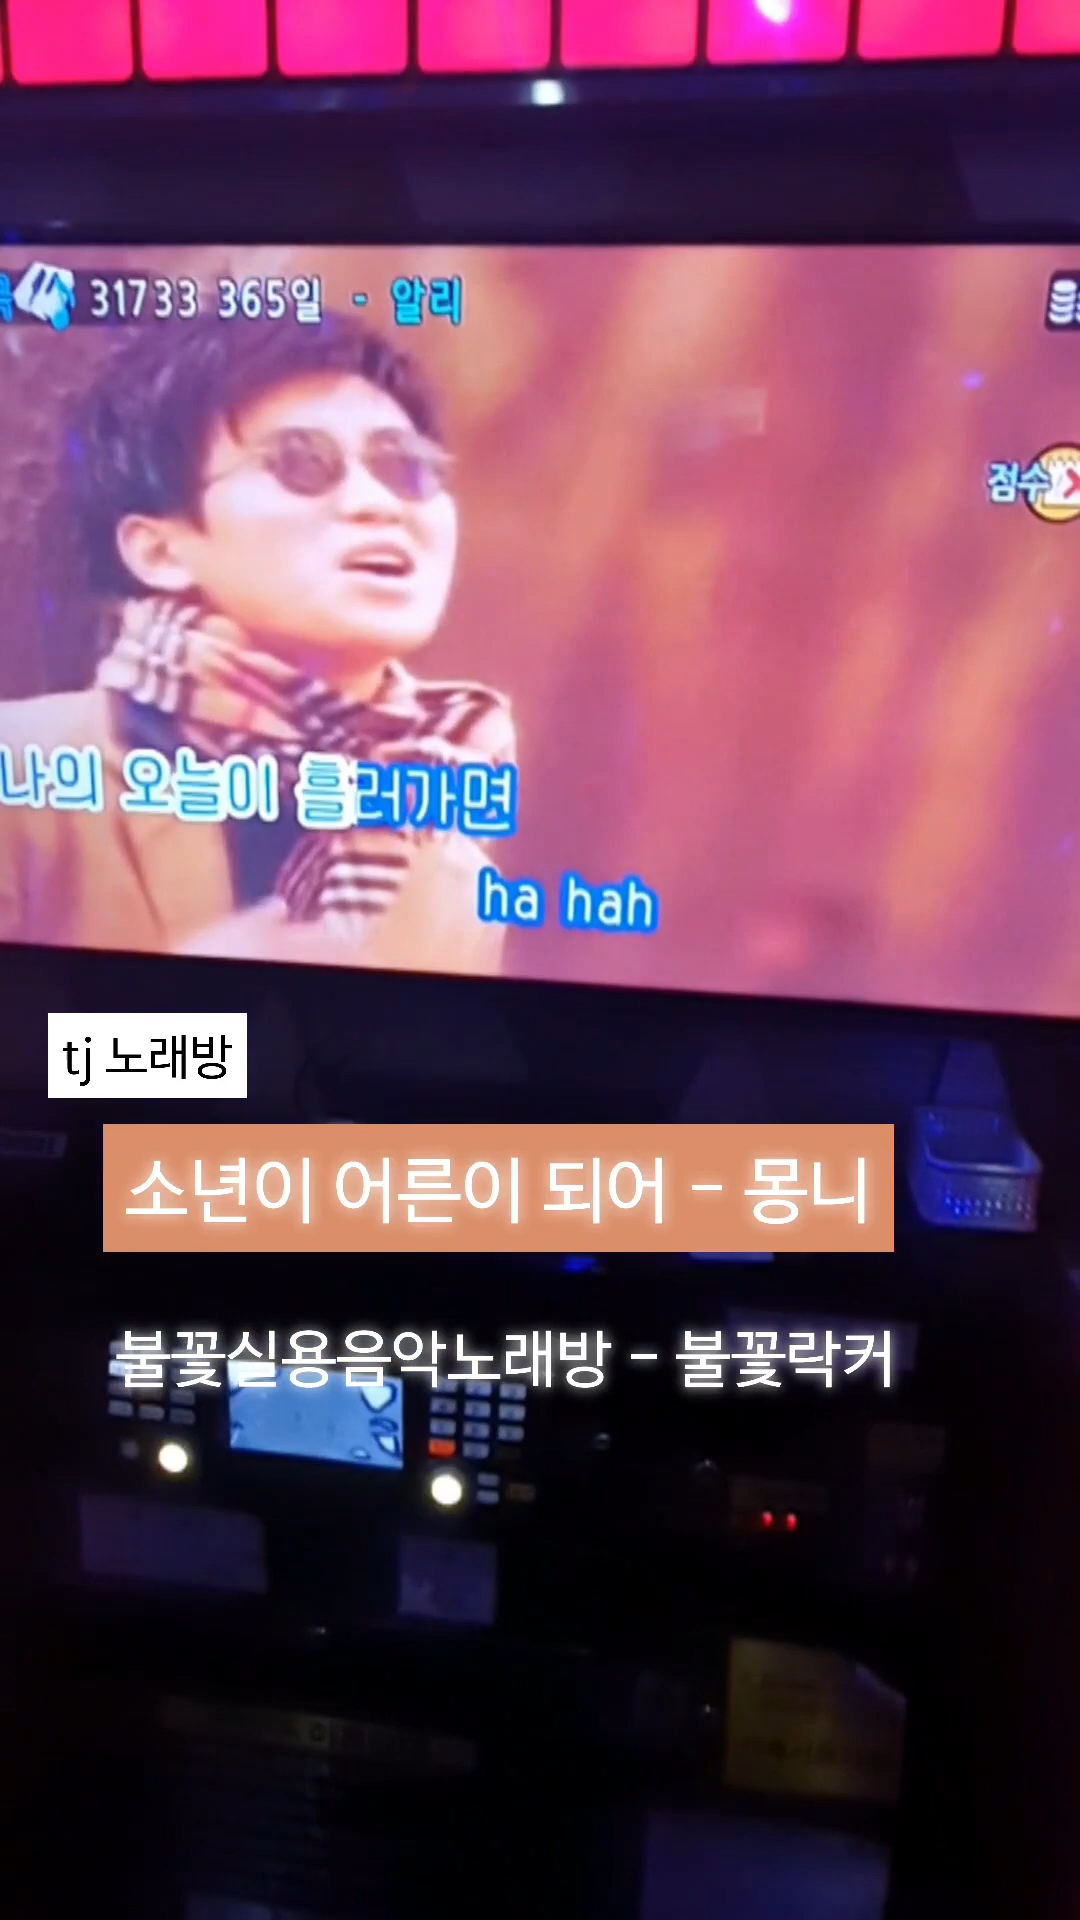 31733 365일 - 알리
점수
나의 오늘이 흘러가면
ha hah
tj 노래방
소년이 어른이 되어 - 몽니
불꽃실용음악노래방 - 불꽃락커